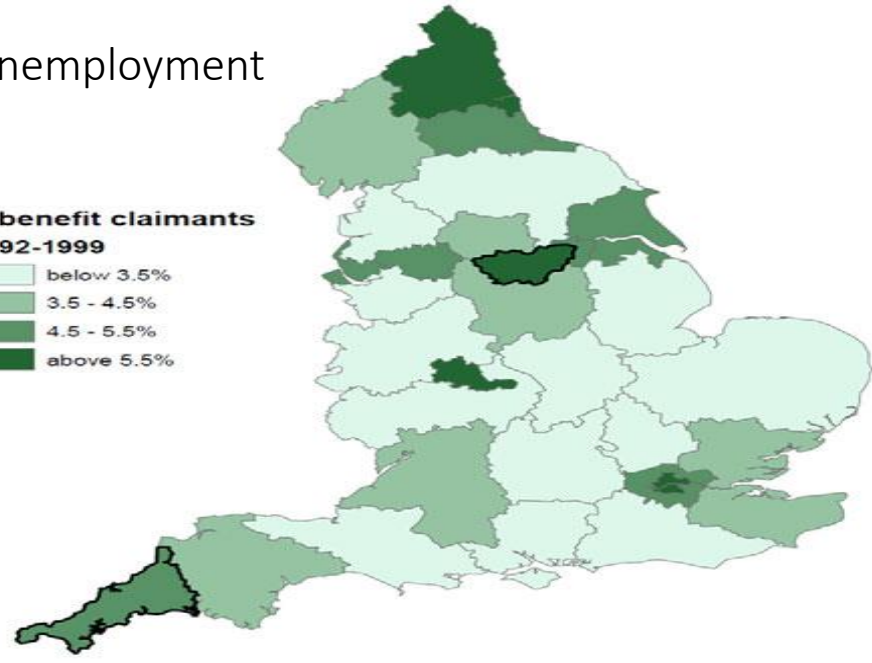 nemployment
benefit claimants
92-1999
below 3.5%
3.5 - 4.5%
4.5 - 5.5%
above 5.5%